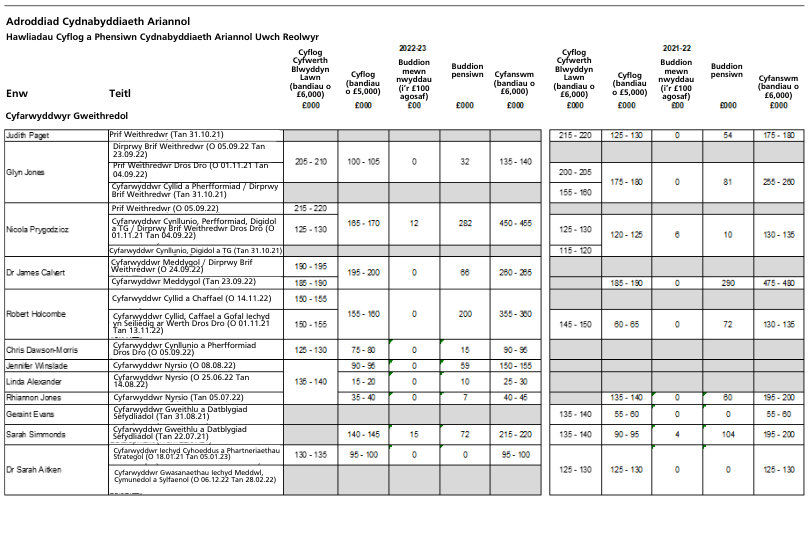 Adroddiad Cydnabyddiaeth Ariannol
Hawliadau Cyflog a Phensiwn Cydnabyddiaeth Ariannol Uwch Reolwyr
2022-23 2021-22
Enw Teitl Cyflog Cyfwerth Blwyddyn Lawn (bandiau o £6,000) Cyflog (bandiau o £5,000) Buddion mewn nwyddau (i'r £100 agosaf) Buddion pensiwn Cyfanswm (bandiau o £6,000) Cyflog Cyfwerth Blwyddyn Lawn (bandiau o £6,000) Cyflog (bandiau o £5,000) Buddion mewn nwyddau (i'r £100 agosaf) Buddion pensiwn Cyfanswm (bandiau o £6,000)
£000 £000 £00 £000 £000 £000 £000 £00 £000 £000
Cyfarwyddwyr Gweithredol
Judith Paget Prif Weithredwr (Tan 31.10.21) 215 - 220 125 - 130 0 54 175 - 180
Glyn Jones
Dirprwy Brif Weithredwr (O 05.09.22 Tan
23.09.22)
Prif Weithredwr Dros Dro (O 01.11.21 Tan
04.09.22)
205 - 210 100 - 105 0 32 135 - 140 200 - 205
Cyfarwyddwr Cyllid a Pherfformiad / Dirprwy
Brif Weithredwr (Tan 31.10.21)
155 - 160 175 - 180 0 81 255 - 260
Nicola Prygodzicz
Prif Weithredwr (O 05.09.22) 215 - 220
Cyfarwyddwr Cynllunio, Perfformiad, Digidol
a TG / Dirprwy Brif Weithredwr Dros Dro (O
01.11.21 Tan 04.09.22)
125 - 130 165 - 170 12 282 450 - 455 125 - 130 120 - 125 6 10 130 - 135
Cyfarwyddwr Cynllunio, Digidol a TG (Tan 31.10.21) 115 - 120
Dr James Calvert
Cyfarwyddwr Meddygol / Dirprwy Brif
Weithredwr (O 24.09.22)
190 - 195 195 - 200 0 66 260 - 265
Cyfarwyddwr Meddygol (Tan 23.09.22) 185 - 190 185 - 190 0 290 475 - 480
Robert Holcombe
Cyfarwyddwr Cyllid a Chaffael (O 14.11.22) 150 - 155
Cyfarwyddwr Cyllid, Caffael a Gofal Iechyd
yn Seiliedig ar Werth Dros Dro (O 01.11.21
Tan 13.11.22)
150 - 155 155 - 160 0 200 355 - 360 145 - 150 60 - 65 0 72 130 - 135
Chris Dawson-Morris
Cyfarwyddwr Cynllunio a Pherfformiad
Dros Dro (O 05.09.22)
125 - 130 75 - 80 0 15 90 - 95
Jennifer Winslade Cyfarwyddwr Nyrsio (O 08.08.22) 90 - 95 0 59 150 - 155
Linda Alexander
Cyfarwyddwr Nyrsio (O 25.06.22 Tan
14.08.22)
135 - 140 15 - 20 0 10 25 - 30
Rhiannon Jones Cyfarwyddwr Nyrsio (Tan 05.07.22) 35 - 40 0 7 40 - 45 135 - 140 0 60 195 - 200
Geraint Evans
Cyfarwyddwr Gweithlu a Datblygiad
Sefydliadol (Tan 31.08.21)
135 - 140 55 - 60 0 0 55 - 60
Sarah Simmonds
Cyfarwyddwr Gweithlu a Datblygiad
Sefydliadol (Tan 22.07.21)
140 - 145 15 72 215 - 220 135 - 140 90 - 95 4 104 195 - 200
Dr Sarah Aitken
Cyfarwyddwr Iechyd Cyhoeddus a Phartneriaethau
Strategol (O 18.01.21 Tan 05.01.23)
130 - 135 95 - 100 0 0 95 - 100
Cyfarwyddwr Gwasanaethau Iechyd Meddwl,
Cymunedol a Sylfaenol (O 06.12.22 Tan 28.02.22)
125 - 130 125 - 130 0 0 125 - 130